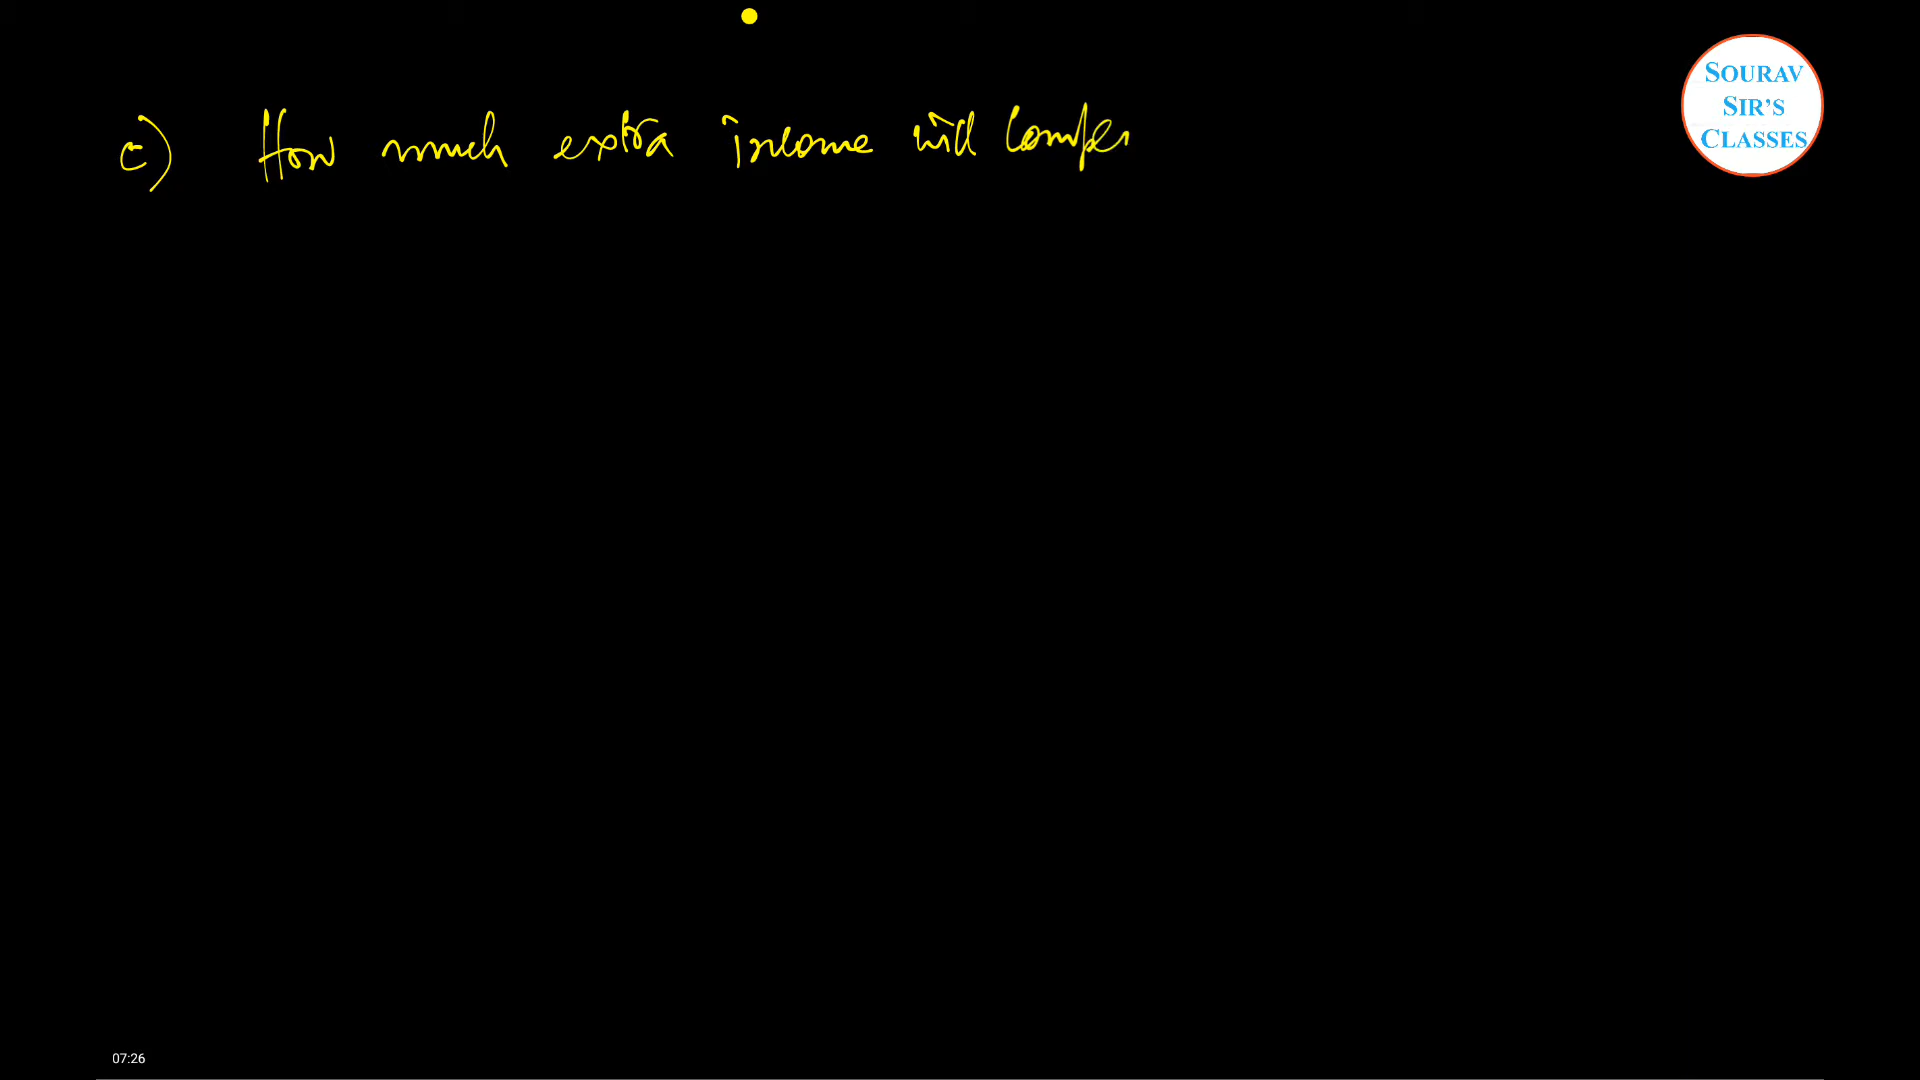 SOURAV
SIR'S
CLASSES
c) How much extra income will compen
07:26